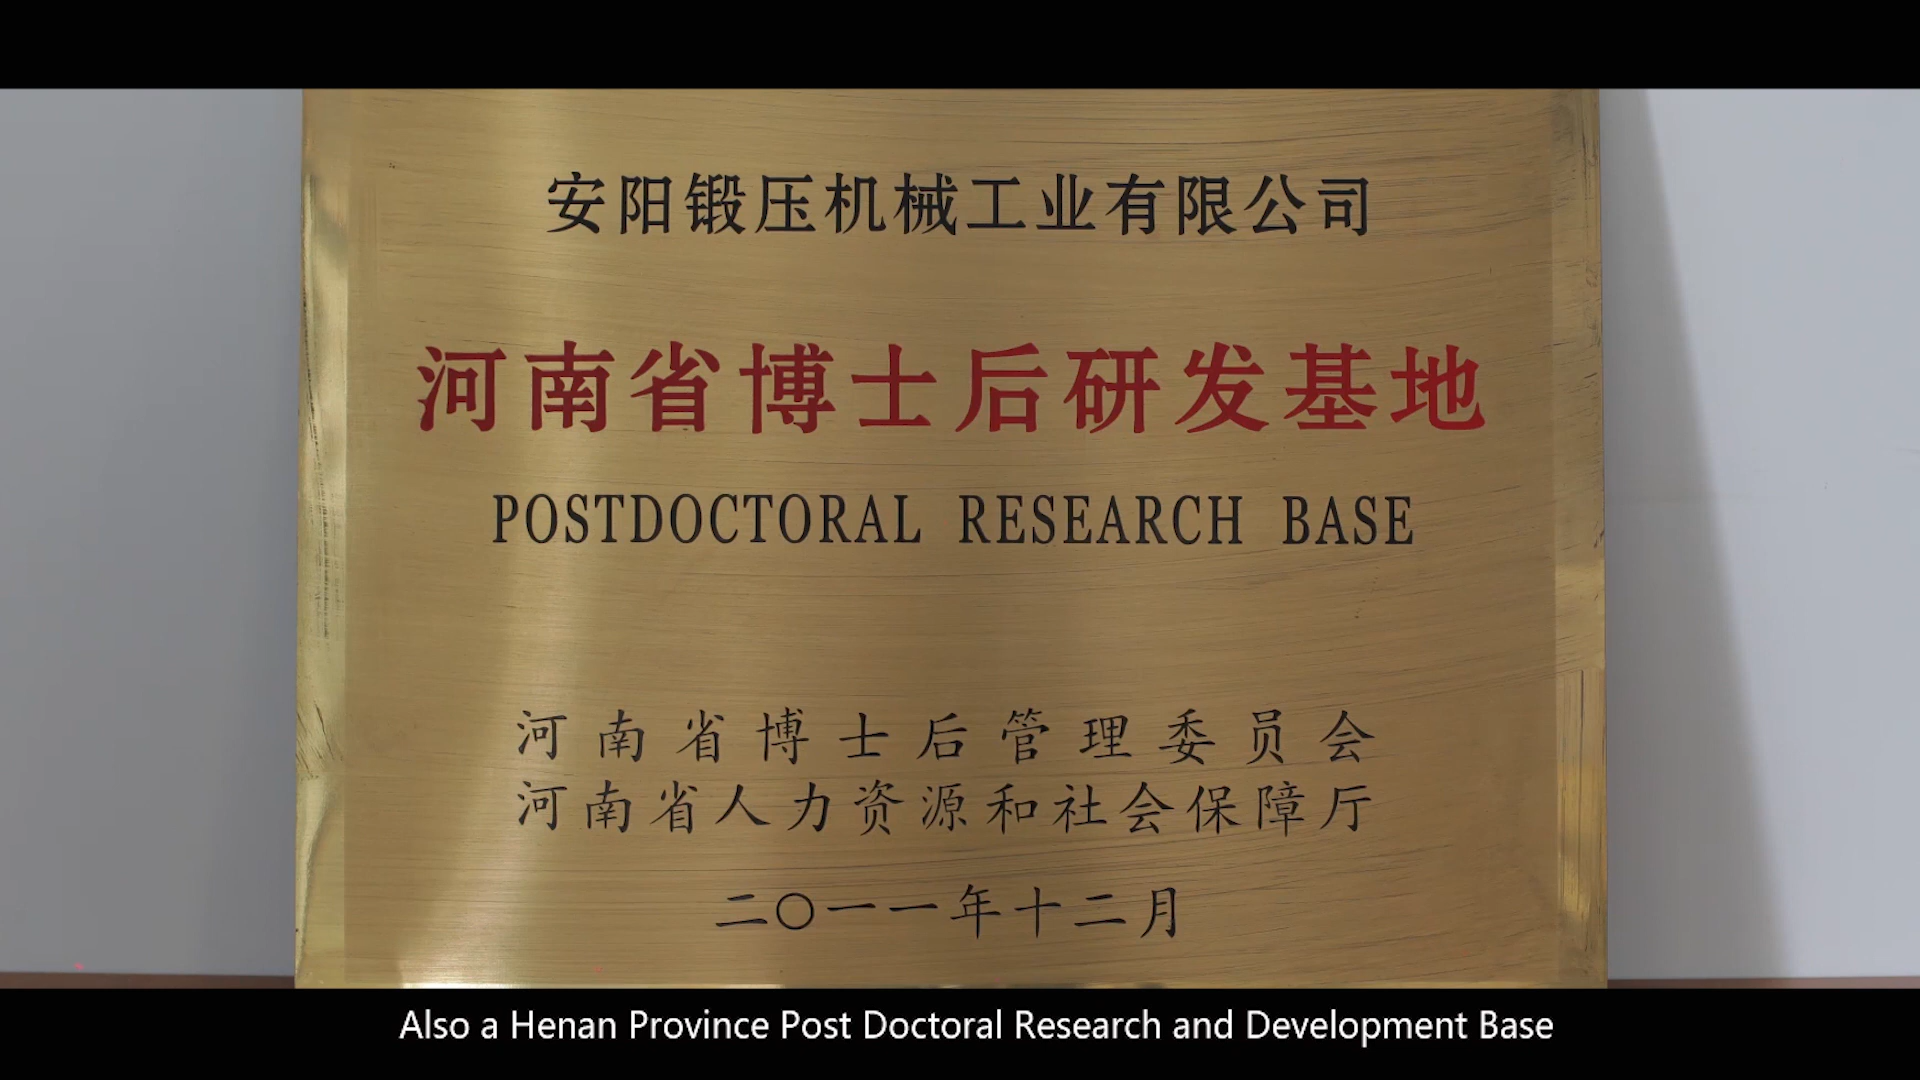 安阳锻压机械工业有限公司
河南省博士后研发基地
POSTDOCTORAL RESEARCH BASE
河南省博士后管理委员会
河南省人力资源和社会保障厅
二〇一一年十二月
Also a Henan Province Post Doctoral Research and Development Base